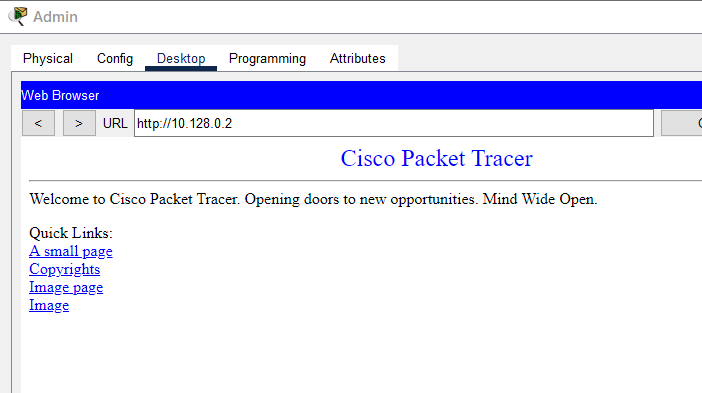 Admin
Physical Config Desktop Programming Attributes
Web Browser
< > URL http://10.128.0.2
Cisco Packet Tracer
Welcome to Cisco Packet Tracer. Opening doors to new opportunities. Mind Wide Open.
Quick Links:
A small page
Copyrights
Image page
Image